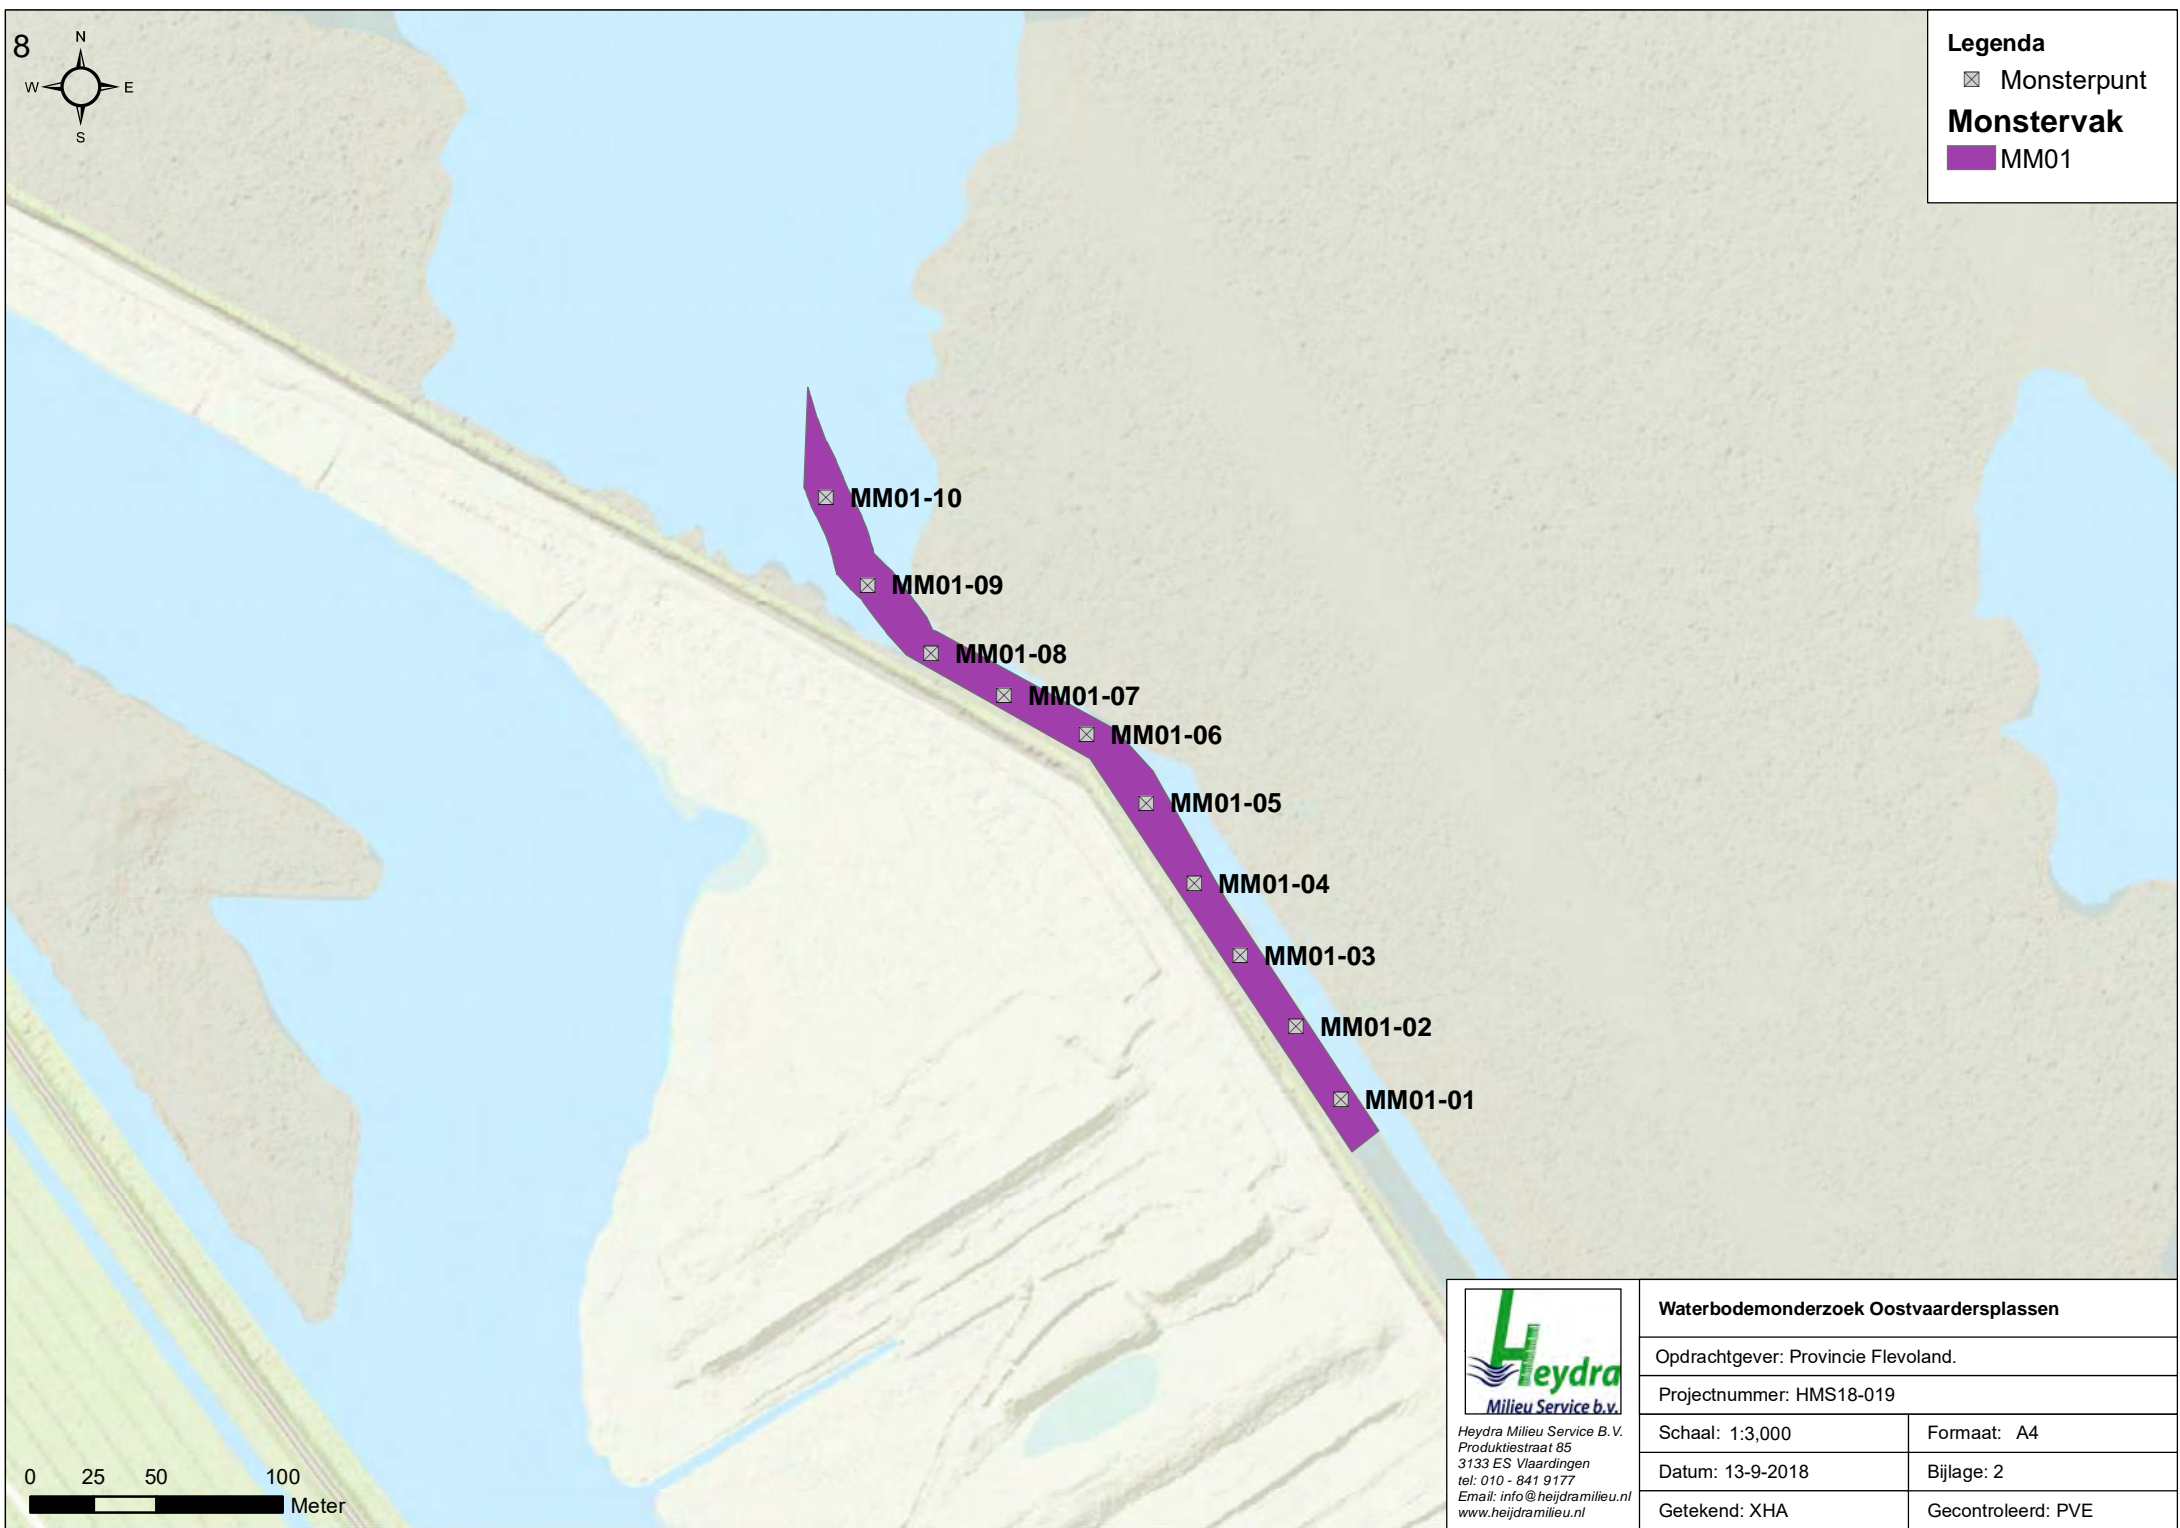 8
N
W E
S
Legenda
Monsterpunt
Monstervak
MM01
MM01-10
MM01-09
MM01-08
MM01-07
MM01-06
MM01-05
MM01-04
MM01-03
MM01-02
MM01-01
0 25 50 100
Meter
Heydra
Milieu Service b.v.
Heydra Milieu Service B.V.
Produktiestraat 85
3133 ES Vlaardingen
tel: 010 - 841 9177
Email: info@heijdramilieu.nl
www.heijdramilieu.nl
Waterbodemonderzoek Oostvaardersplassen
Opdrachtgever: Provincie Flevoland.
Projectnummer: HMS18-019
Schaal: 1:3,000
Formaat: A4
Datum: 13-9-2018
Bijlage: 2
Getekend: XHA
Gecontroleerd: PVE